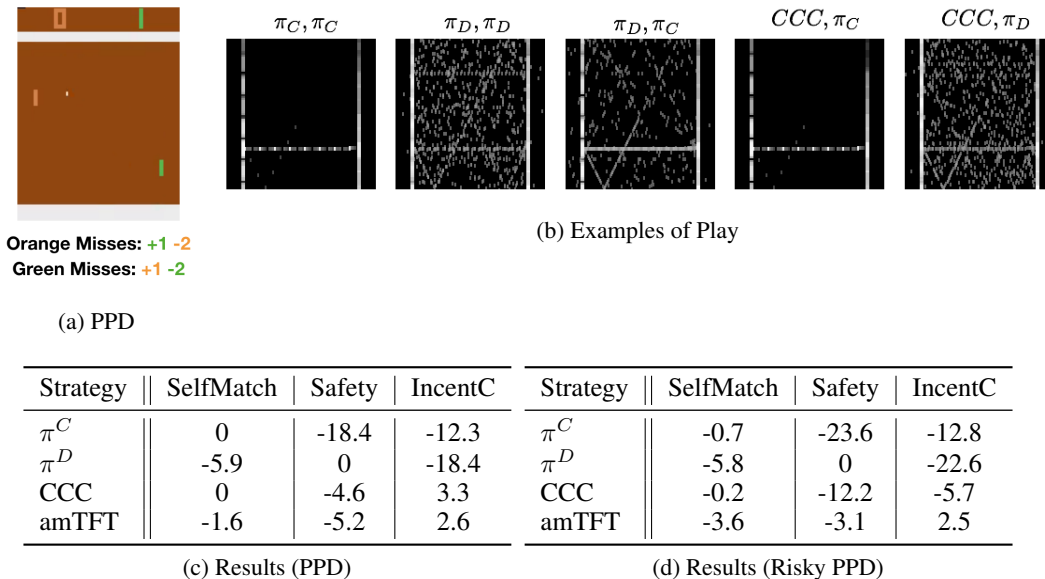 π_C, π_C
π_D, π_D
π_D, π_C
CCC, π_C
CCC, π_D
Orange Misses: +1 -2
Green Misses: +1 -2
(a) PPD
(b) Examples of Play
Strategy SelfMatch Safety IncentC
π^C 0 -18.4 -12.3
π^D -5.9 0 -18.4
CCC 0 -4.6 3.3
amTFT -1.6 -5.2 2.6
(c) Results (PPD)
Strategy SelfMatch Safety IncentC
π^C -0.7 -23.6 -12.8
π^D -5.8 0 -22.6
CCC -0.2 -12.2 -5.7
amTFT -3.6 -3.1 2.5
(d) Results (Risky PPD)